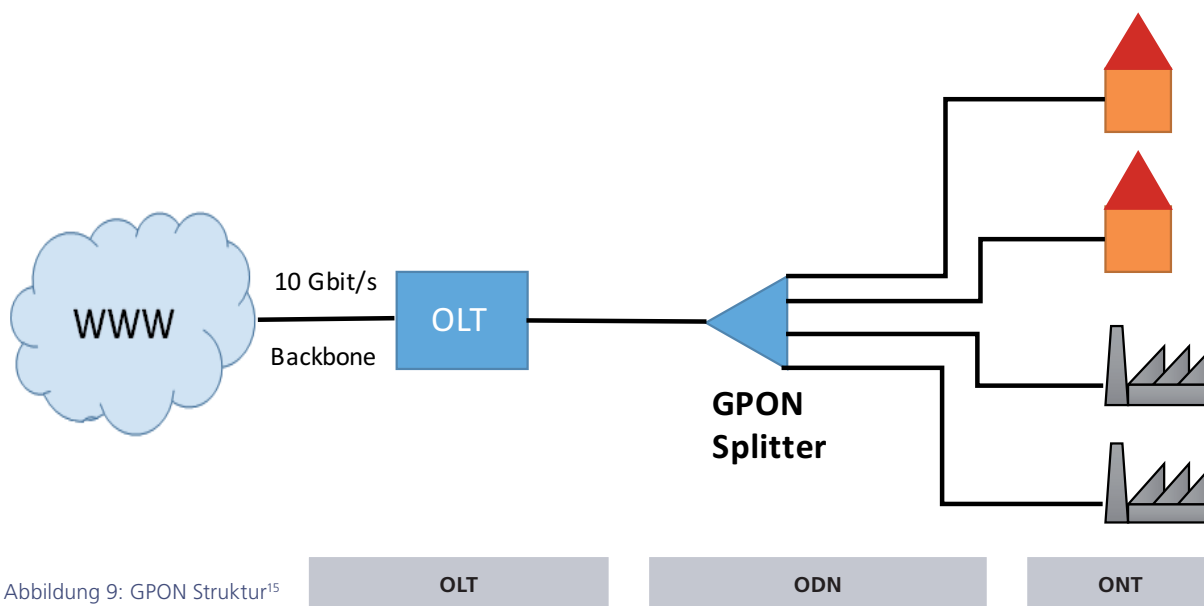 WWW
10 Gbit/s
Backbone
OLT
GPON
Splitter
Abbildung 9: GPON Struktur¹⁵
OLT
ODN
ONT